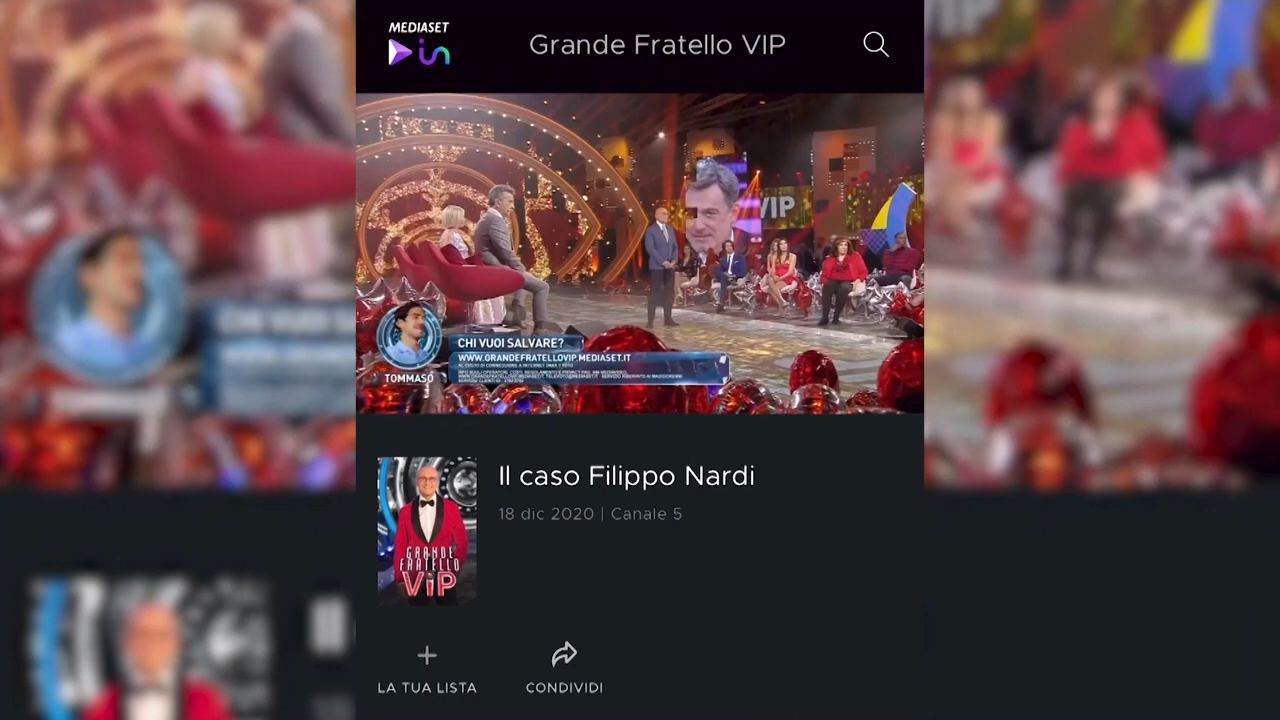 MEDIASET
in
Grande Fratello VIP
VIP
CHI VUOI SALVARE?
WWW.GRANDEFRATELLOVIP.MEDIASET.IT
TOMMASO
Il caso Filippo Nardi
18 dic 2020 | Canale 5
GRANDE
FRATELLO
ViP
LA TUA LISTA
CONDIVIDI